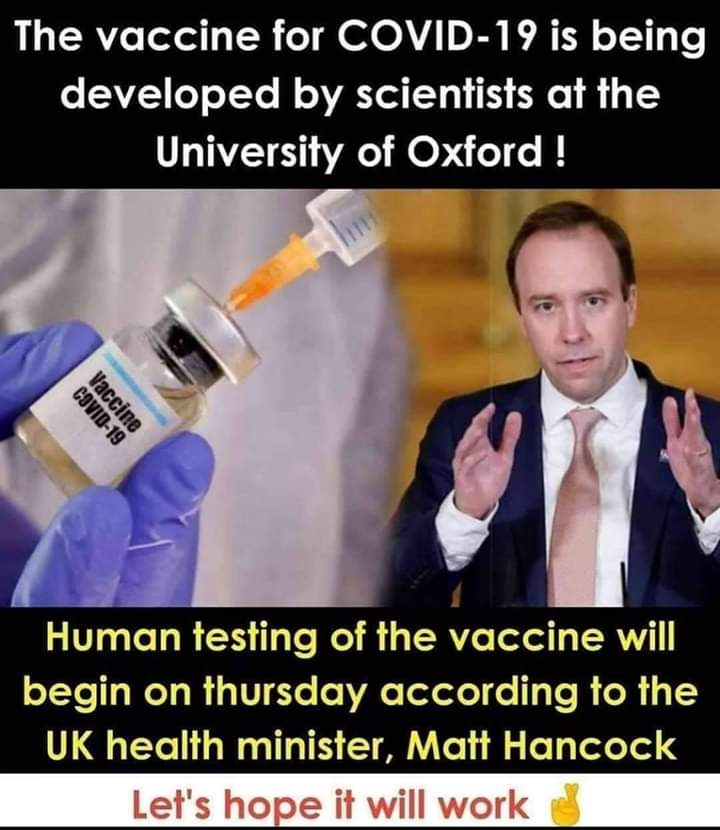 The vaccine for COVID-19 is being
developed by scientists at the
University of Oxford !
Vaccine
COVID-19
Human testing of the vaccine will
begin on thursday according to the
UK health minister, Matt Hancock
Let's hope it will work 🤞